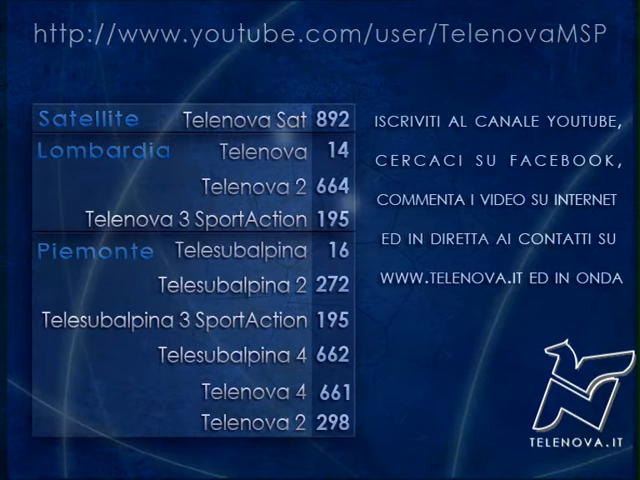 http://www.youtube.com/user/TelenovaMSP
Satellite Telenova Sat 892
Lombardia Telenova 14
Telenova 2 664
Telenova 3 SportAction 195
Piemonte Telesubalpina 16
Telesubalpina 2 272
Telesubalpina 3 SportAction 195
Telesubalpina 4 662
Telenova 4 661
Telenova 2 298
ISCRIVITI AL CANALE YOUTUBE,
CERCACI SU FACEBOOK,
COMMENTA I VIDEO SU INTERNET
ED IN DIRETTA AI CONTATTI SU
WWW.TELENOVA.IT ED IN ONDA
TELENOVA.IT